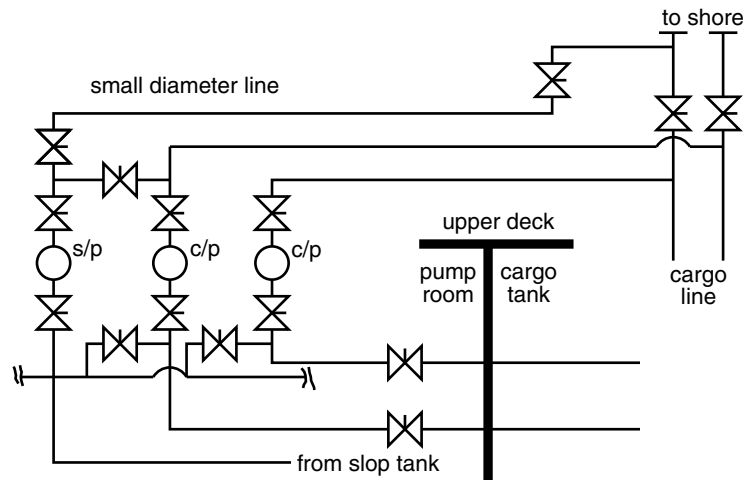 to shore
small diameter line
s/p
c/p
c/p
upper deck
pump
room
cargo
tank
cargo
line
from slop tank